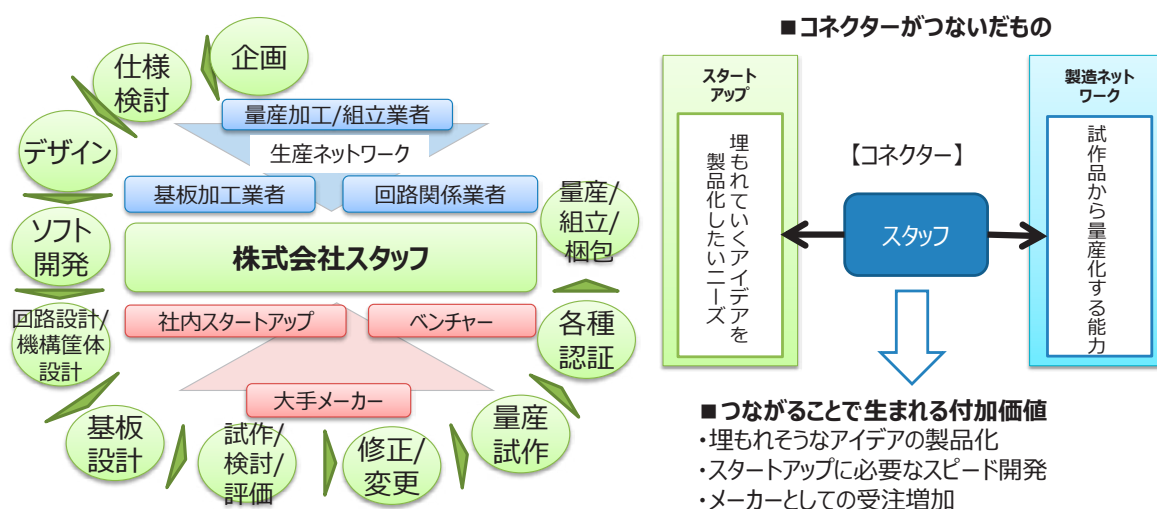 企画
仕様
検討
デザイン
ソフト
開発
回路設計/
機構筐体
設計
基板
設計
試作/
検討/
評価
修正/
変更
量産
試作
各種
認証
量産/
組立/
梱包
量産加工/組立業者
生産ネットワーク
基板加工業者
回路関係業者
株式会社スタッフ
社内スタートアップ
ベンチャー
大手メーカー
■コネクターがつないだもの
スタート
アップ
埋もれていくアイデアを
製品化したいニーズ
【コネクター】
スタッフ
製造ネット
ワーク
試作品から量産化する能力
■つながることで生まれる付加価値
・埋もれそうなアイデアの製品化
・スタートアップに必要なスピード開発
・メーカーとしての受注増加